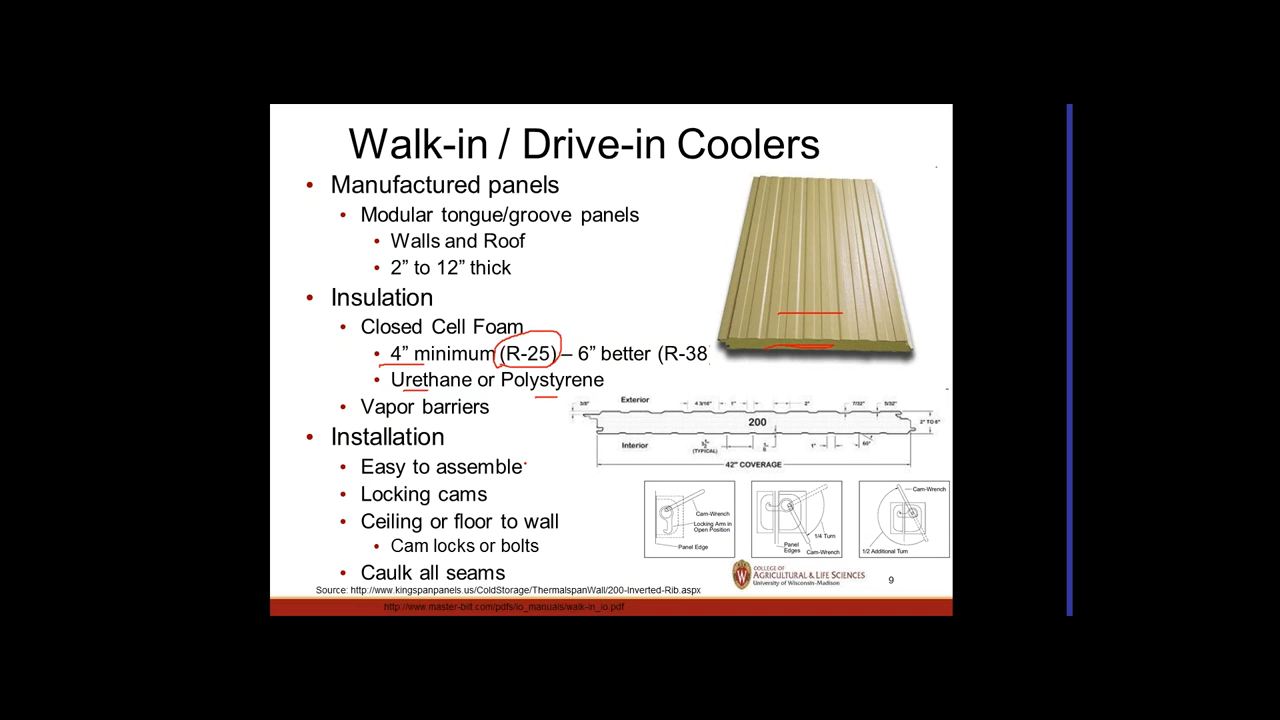 Walk-in / Drive-in Coolers
• Manufactured panels
• Modular tongue/groove panels
• Walls and Roof
• 2” to 12” thick
• Insulation
• Closed Cell Foam
• 4” minimum (R-25) – 6” better (R-38
• Urethane or Polystyrene
• Vapor barriers
• Installation
• Easy to assemble
• Locking cams
• Ceiling or floor to wall
• Cam locks or bolts
• Caulk all seams
Exterior
3/8" 4 3/16" 1" 2" 7/32" 5/32"
200
2" TO 6"
Interior
(TYPICAL)
1"
60°
42" COVERAGE
Cam-Wrench
Locking Arm in
Open Position
Panel Edge
1/4 Turn
Panel
Edges
Cam-Wrench
Cam-Wrench
1/2 Additional Turn
COLLEGE OF
AGRICULTURAL & LIFE SCIENCES
University of Wisconsin-Madison
9
Source: http://www.kingspanpanels.us/ColdStorage/ThermalspanWall/200-Inverted-Rib.aspx
http://www.master-bilt.com/pdfs/io_manuals/walk-in_io.pdf